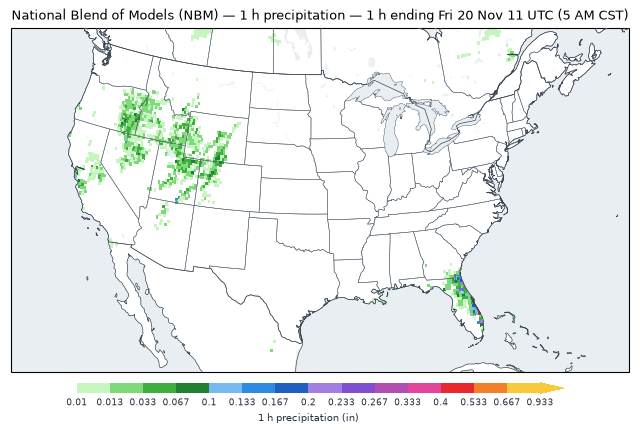 National Blend of Models (NBM) — 1 h precipitation — 1 h ending Fri 20 Nov 11 UTC (5 AM CST)
0.01 0.013 0.033 0.067 0.1 0.133 0.167 0.2 0.233 0.267 0.333 0.4 0.533 0.667 0.933
1 h precipitation (in)